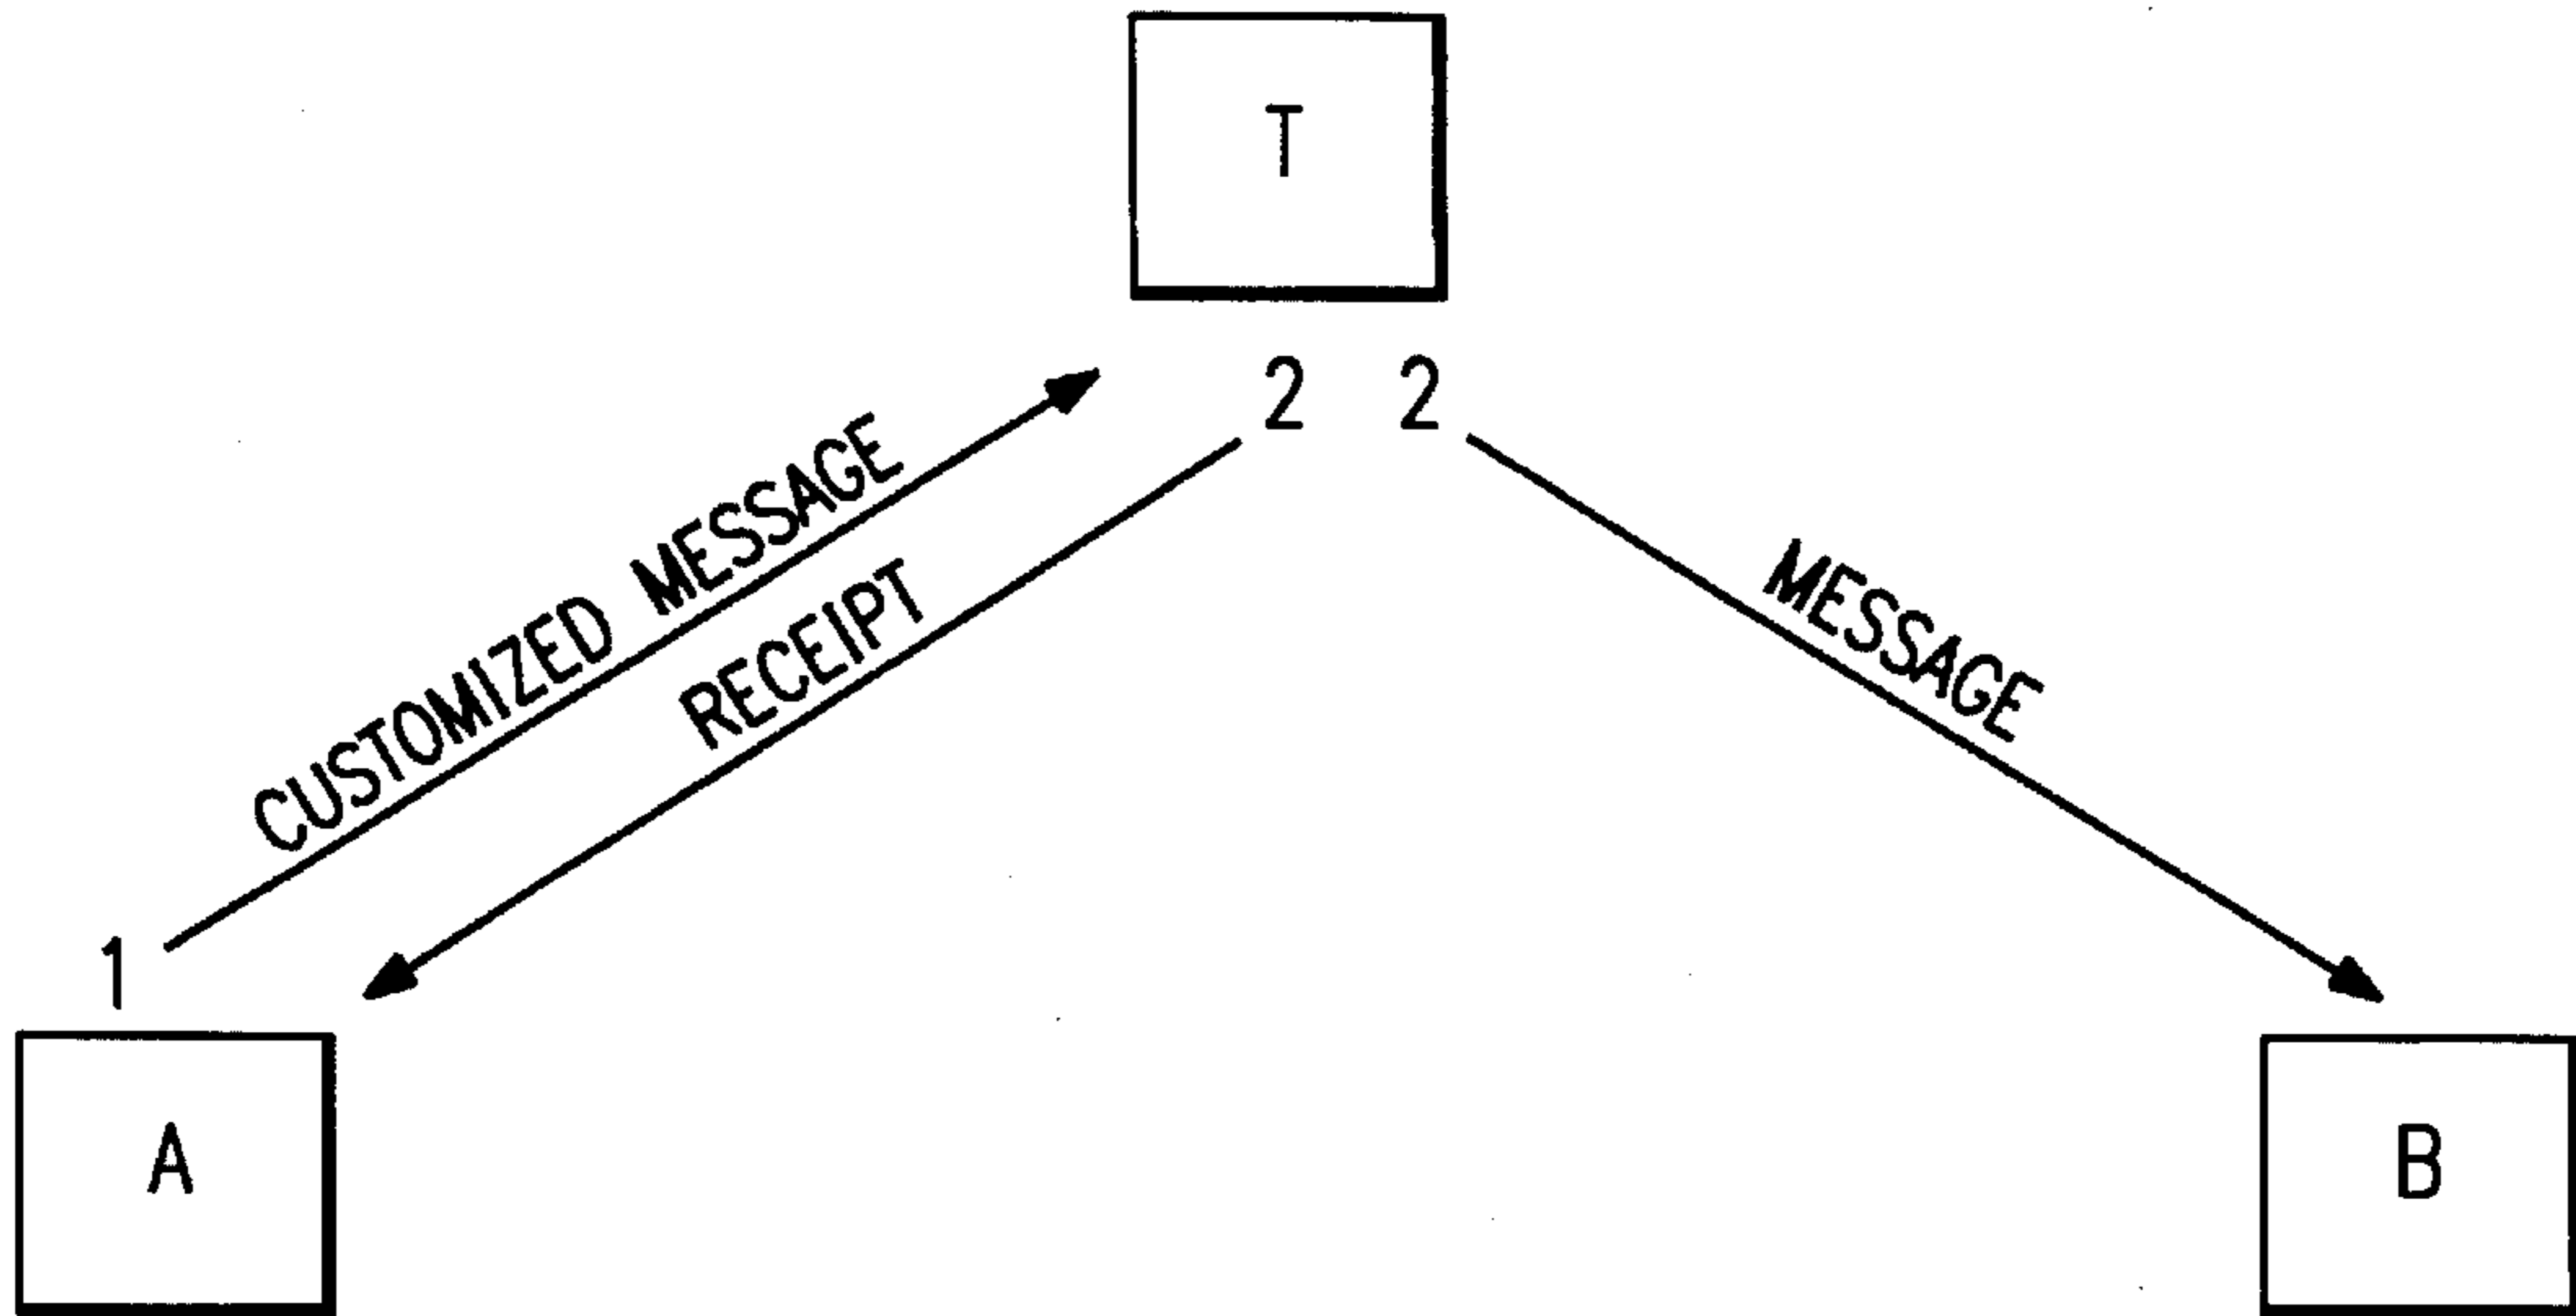 T
2 2
CUSTOMIZED MESSAGE
RECEIPT
MESSAGE
1
A
B